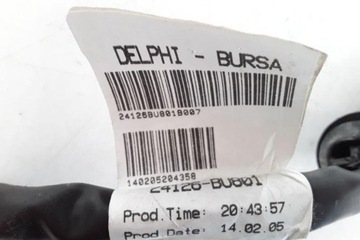 DELPHI - BURSA
24126BU801B007
140205204358
24126-BU801
Prod.Time: 20:43:57
Prod.Date: 14.02.05